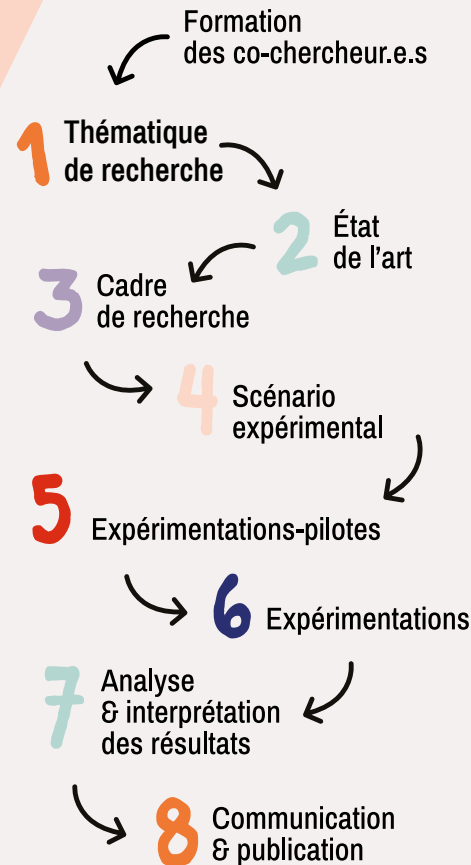 Formation
des co-chercheur.e.s
1 Thématique
de recherche
2 État
de l'art
3 Cadre
de recherche
4 Scénario
expérimental
5 Expérimentations-pilotes
6 Expérimentations
7 Analyse
& interprétation
des résultats
8 Communication
& publication